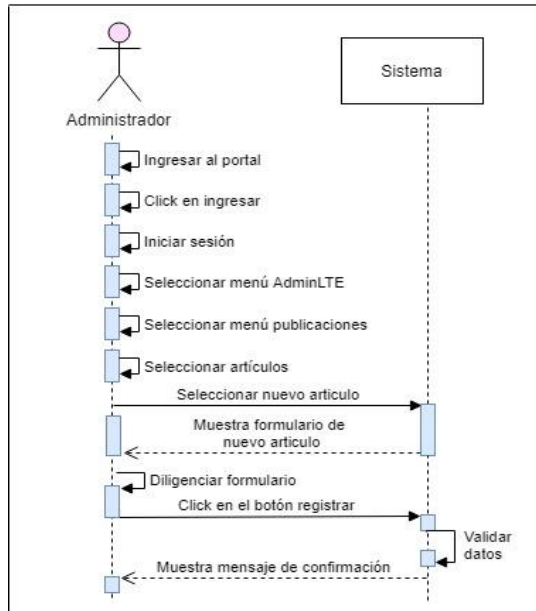 Sistema
Administrador
Ingresar al portal
Click en ingresar
Iniciar sesión
Seleccionar menú AdminLTE
Seleccionar menú publicaciones
Seleccionar artículos
Seleccionar nuevo articulo
Muestra formulario de
nuevo articulo
Diligenciar formulario
Click en el botón registrar
Validar
datos
Muestra mensaje de confirmación